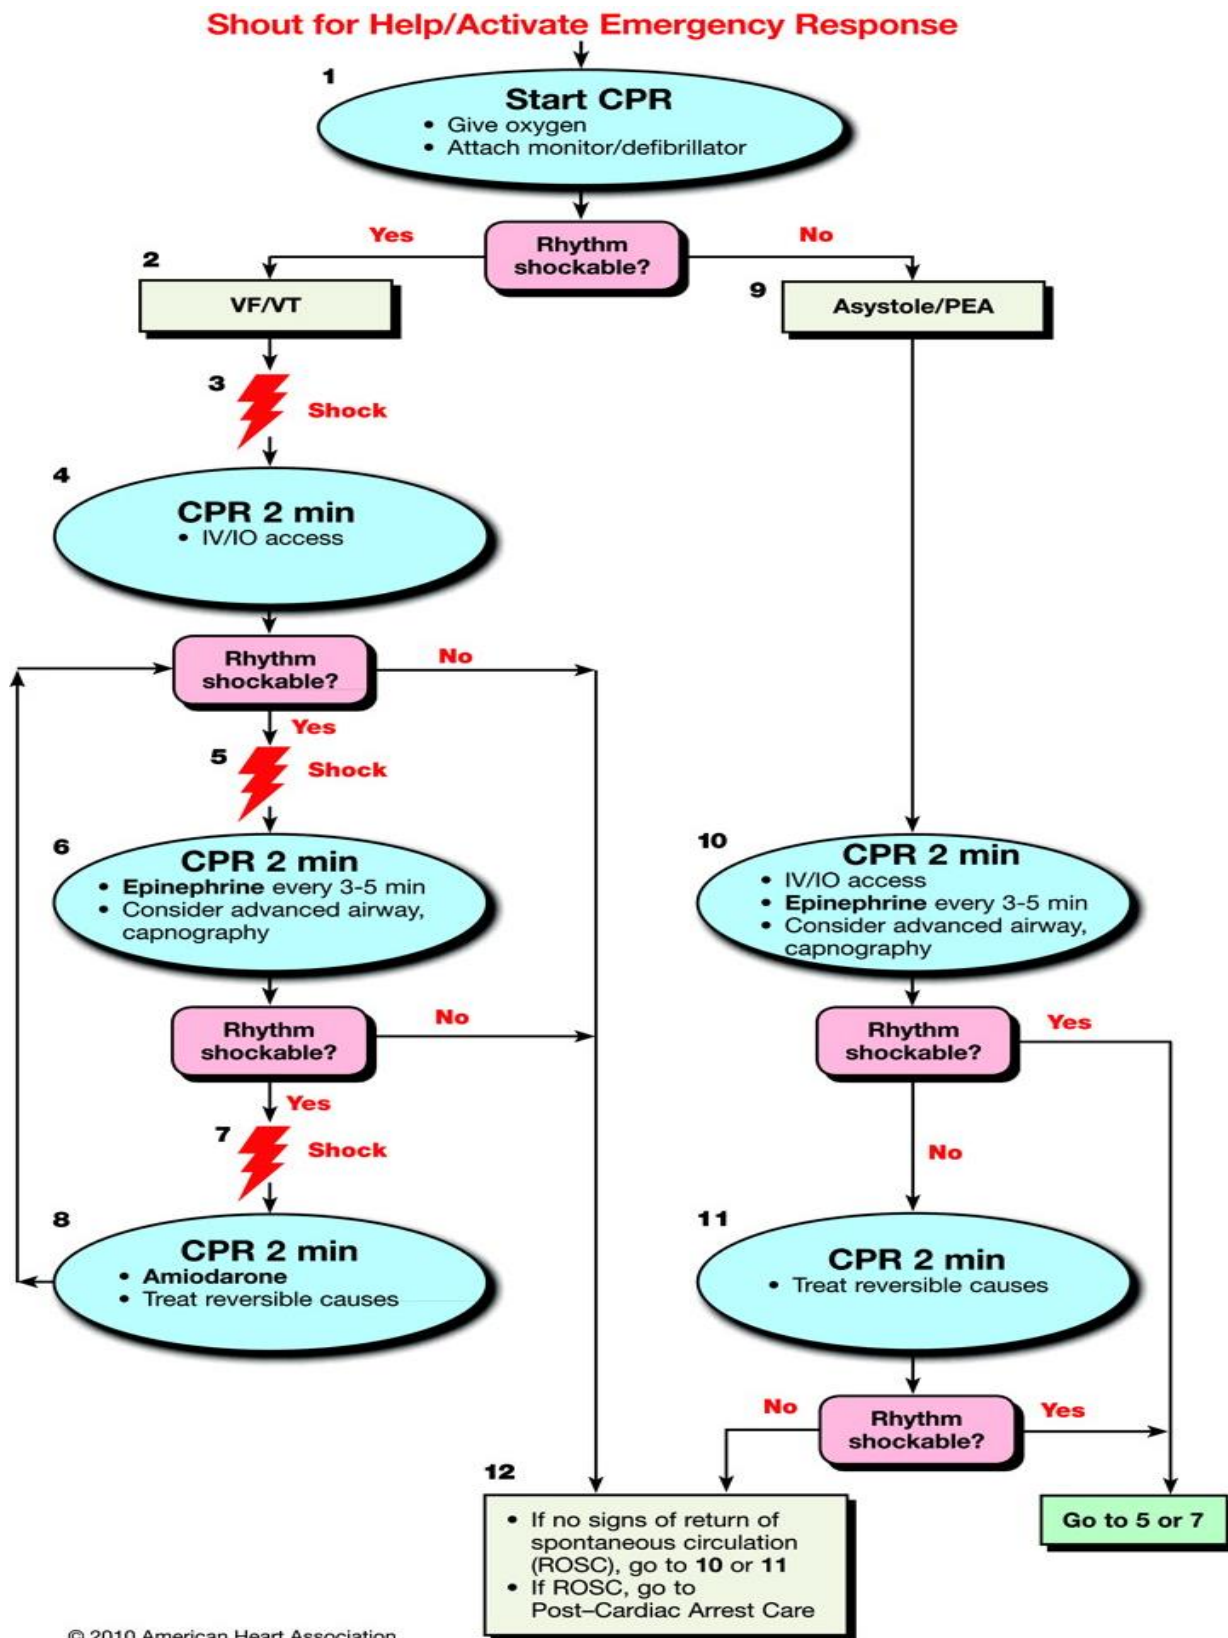 Shout for Help/Activate Emergency Response
1
Start CPR
• Give oxygen
• Attach monitor/defibrillator
Rhythm
shockable?
Yes
No
2
VF/VT
9
Asystole/PEA
3
Shock
4
CPR 2 min
• IV/IO access
Rhythm
shockable?
No
Yes
5
Shock
6
CPR 2 min
• Epinephrine every 3-5 min
• Consider advanced airway,
capnography
Rhythm
shockable?
No
Yes
7
Shock
8
CPR 2 min
• Amiodarone
• Treat reversible causes
10
CPR 2 min
• IV/IO access
• Epinephrine every 3-5 min
• Consider advanced airway,
capnography
Rhythm
shockable?
Yes
No
11
CPR 2 min
• Treat reversible causes
Rhythm
shockable?
No
Yes
12
• If no signs of return of
spontaneous circulation
(ROSC), go to 10 or 11
• If ROSC, go to
Post–Cardiac Arrest Care
Go to 5 or 7
© 2010 American Heart Association